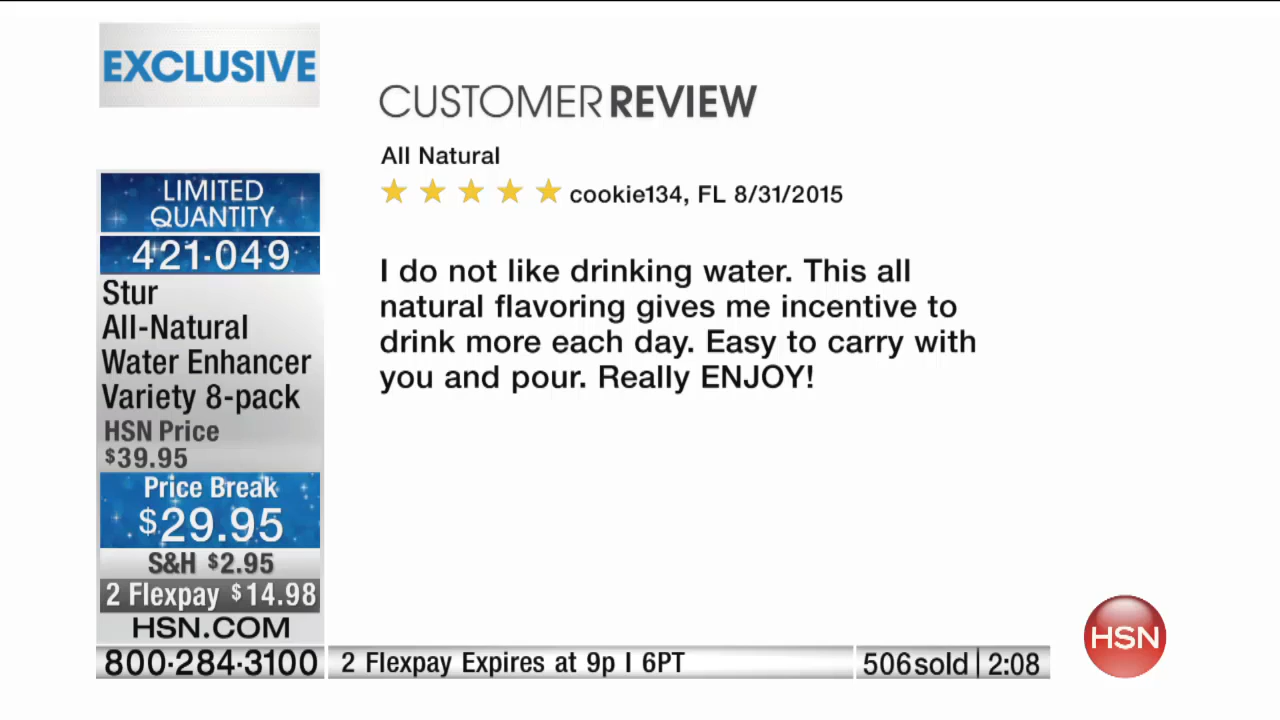 EXCLUSIVE
CUSTOMER REVIEW
All Natural
cookie134, FL 8/31/2015
I do not like drinking water. This all
natural flavoring gives me incentive to
drink more each day. Easy to carry with
you and pour. Really ENJOY!
LIMITED
QUANTITY
421·049
Stur
All-Natural
Water Enhancer
Variety 8-pack
HSN Price
$39.95
Price Break
$29.95
S&H $2.95
2 Flexpay $14.98
HSN.COM
800·284·3100
2 Flexpay Expires at 9p | 6PT
506sold | 2:08
HSN